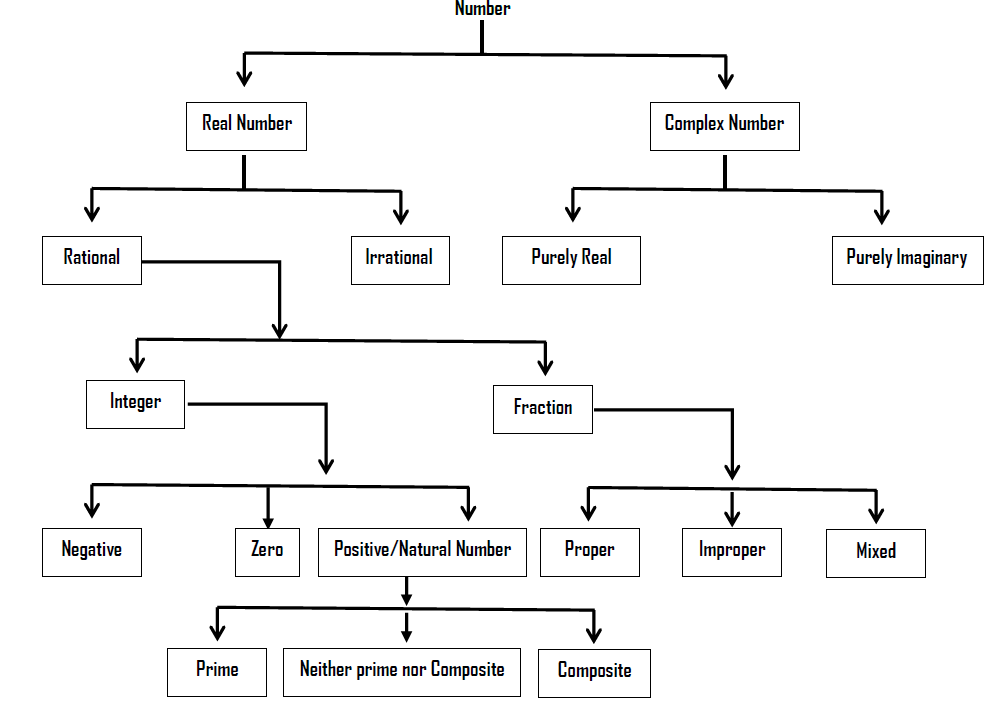 Number
Real Number
Complex Number
Rational
Irrational
Purely Real
Purely Imaginary
Integer
Fraction
Negative
Zero
Positive/Natural Number
Proper
Improper
Mixed
Prime
Neither prime nor Composite
Composite